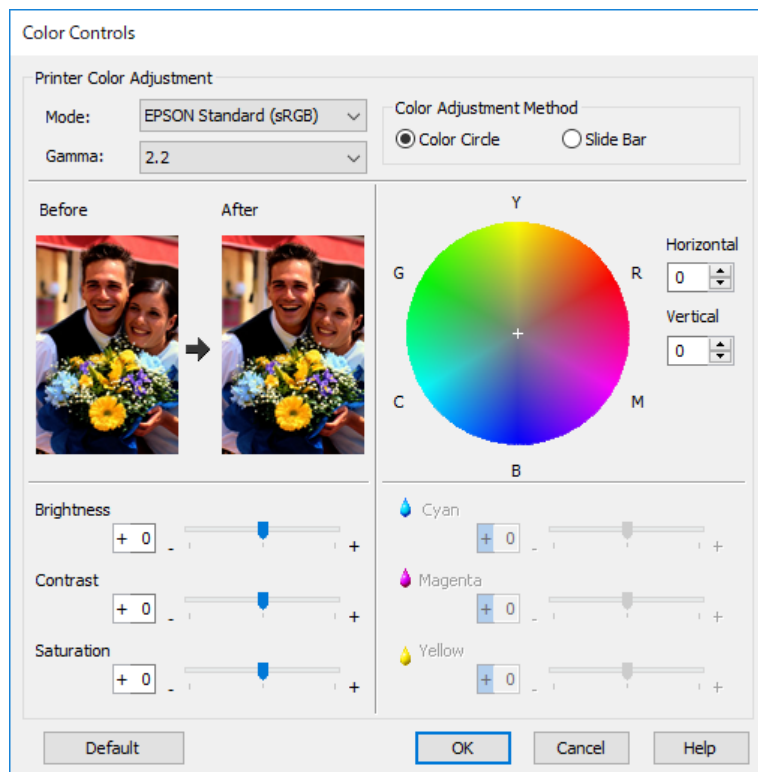 Color Controls
Printer Color Adjustment
Mode:
EPSON Standard (sRGB)
Gamma:
2.2
Color Adjustment Method
Color Circle
Slide Bar
Before
After
Y
G
R
C
M
B
Horizontal
0
Vertical
0
Brightness
+ 0
- +
Contrast
+ 0
- +
Saturation
+ 0
- +
Cyan
+ 0
- +
Magenta
+ 0
- +
Yellow
+ 0
- +
Default
OK
Cancel
Help